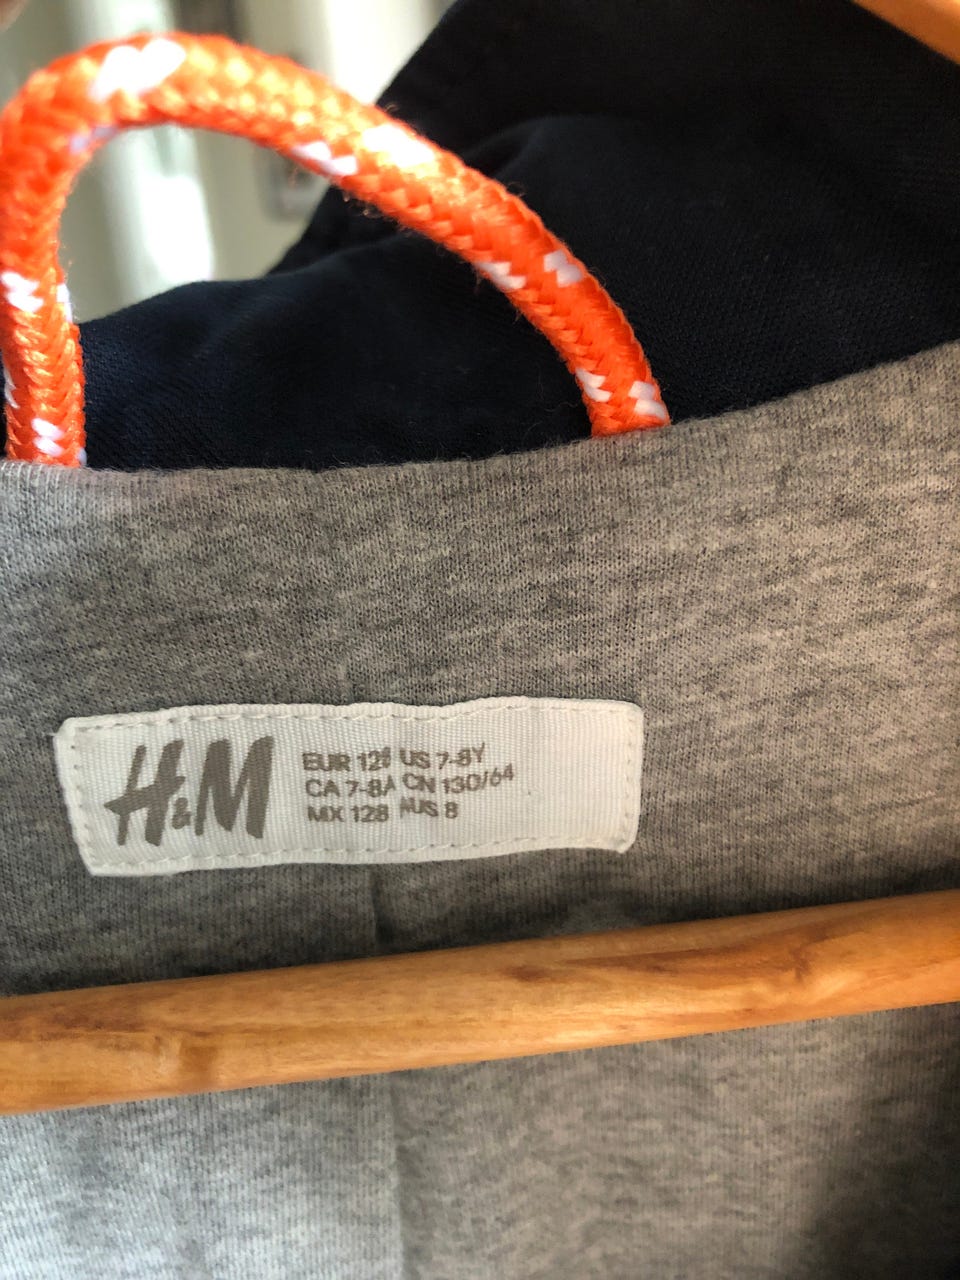 H&M
EUR 128 US 7-8Y
CA 7-8A CN 130/64
MX 128 AUS 8